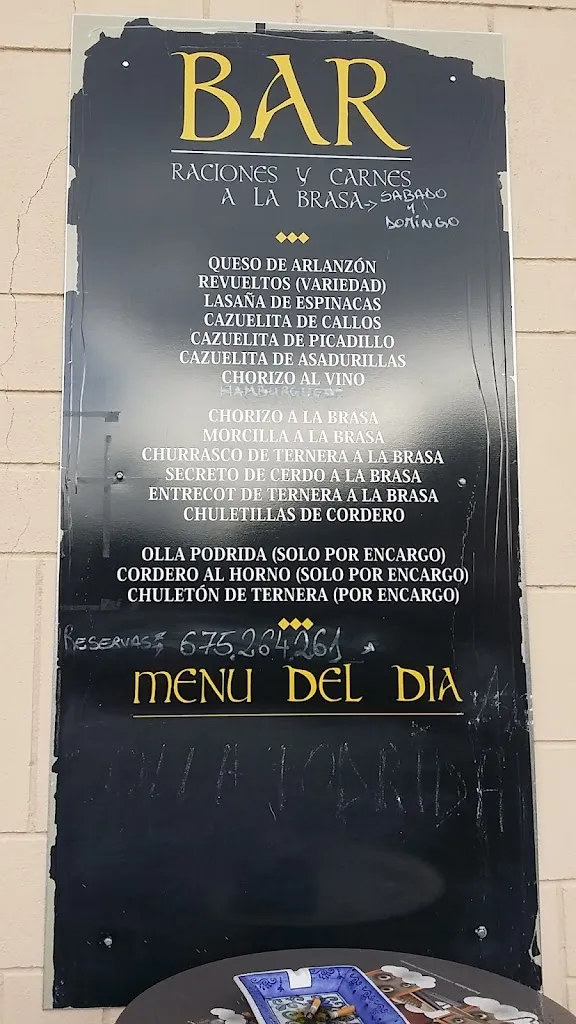 BAR
RACIONES Y CARNES
A LA BRASA → SABADO
Y
DOMINGO
QUESO DE ARLANZÓN
REVUELTOS (VARIEDAD)
LASAÑA DE ESPINACAS
CAZUELITA DE CALLOS
CAZUELITA DE PICADILLO
CAZUELITA DE ASADURILLAS
CHORIZO AL VINO
CHORIZO A LA BRASA
MORCILLA A LA BRASA
CHURRASCO DE TERNERA A LA BRASA
SECRETO DE CERDO A LA BRASA
ENTRECOT DE TERNERA A LA BRASA
CHULETILLAS DE CORDERO
OLLA PODRIDA (SOLO POR ENCARGO)
CORDERO AL HORNO (SOLO POR ENCARGO)
CHULETÓN DE TERNERA (POR ENCARGO)
RESERVAS: 675.284.261
MENU DEL DIA
OLLA PODRIDA